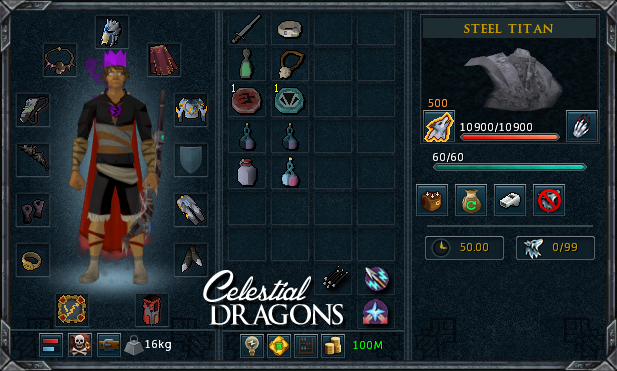 STEEL TITAN
500
10900/10900
60/60
50.00
0/99
1
1
Celestial
DRAGONS
16kg
100M